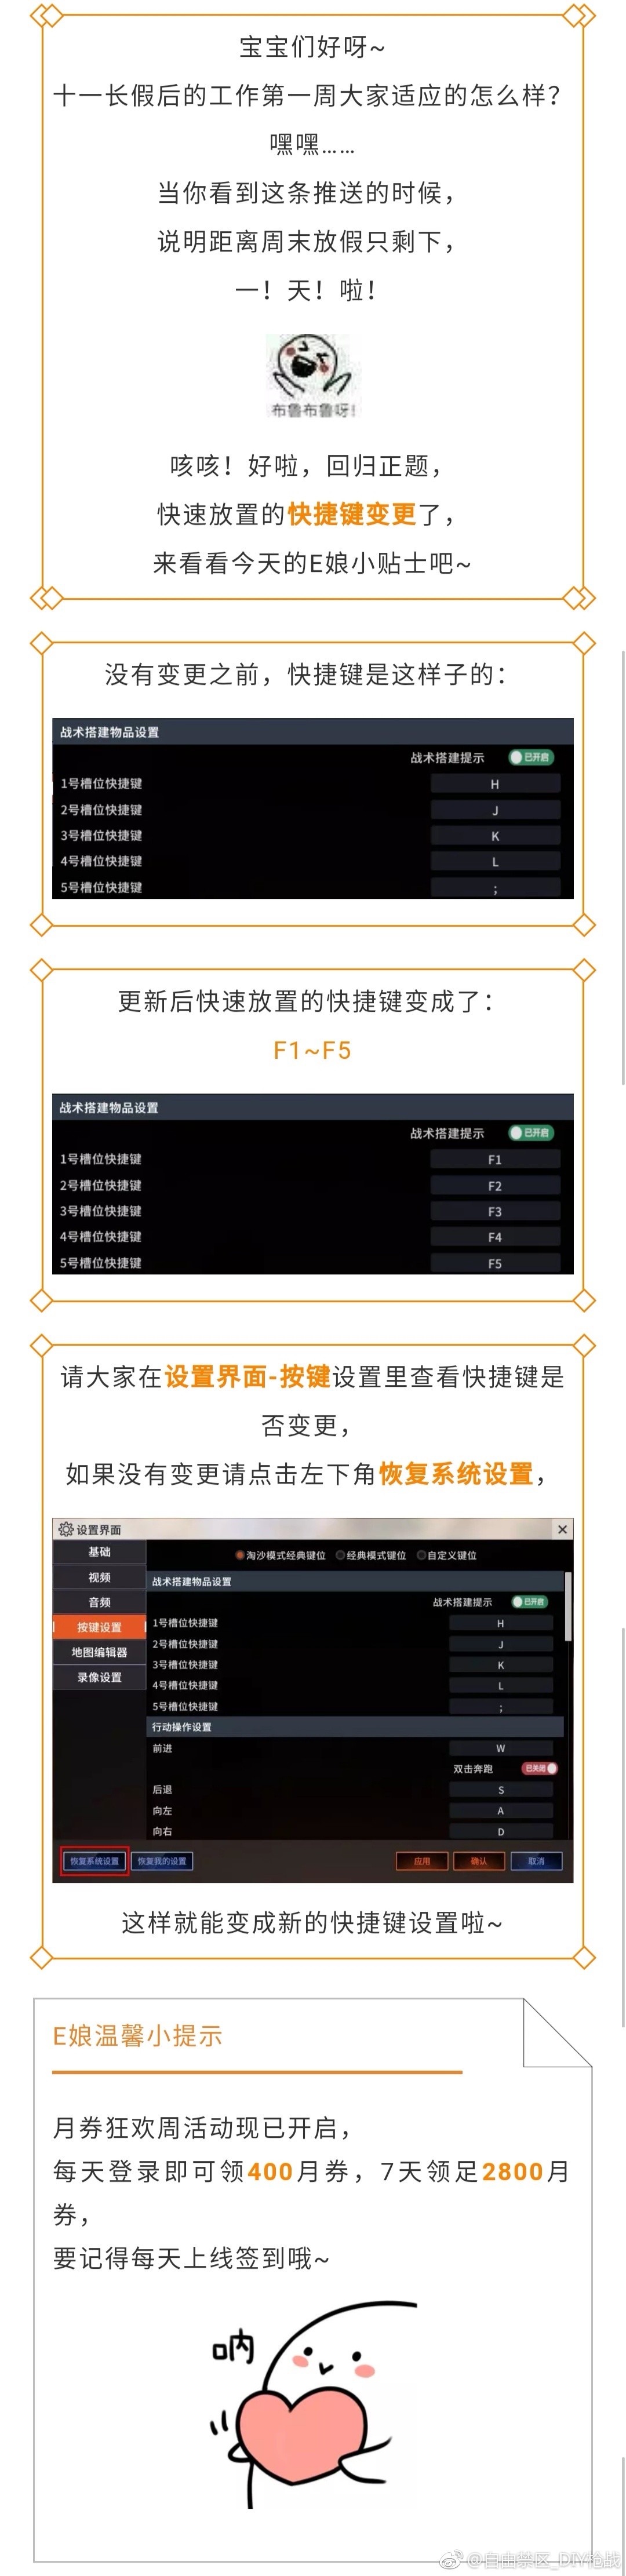 宝宝们好呀~
十一长假后的工作第一周大家适应的怎么样？
嘿嘿……
当你看到这条推送的时候，
说明距离周末放假只剩下，
一！天！啦！
布鲁布鲁呀！
咳咳！好啦，回归正题，
快速放置的快捷键变更了，
来看看今天的E娘小贴士吧~
没有变更之前，快捷键是这样子的：
战术搭建物品设置
战术搭建提示 已开启
1号槽位快捷键 H
2号槽位快捷键 J
3号槽位快捷键 K
4号槽位快捷键 L
5号槽位快捷键 ;
更新后快速放置的快捷键变成了：
F1~F5
战术搭建物品设置
战术搭建提示 已开启
1号槽位快捷键 F1
2号槽位快捷键 F2
3号槽位快捷键 F3
4号槽位快捷键 F4
5号槽位快捷键 F5
请大家在设置界面-按键设置里查看快捷键是
否变更，
如果没有变更请点击左下角恢复系统设置，
设置界面
基础
视频
音频
按键设置
地图编辑器
录像设置
淘沙模式经典键位 经典模式键位 自定义键位
战术搭建物品设置
战术搭建提示 已开启
1号槽位快捷键 H
2号槽位快捷键 J
3号槽位快捷键 K
4号槽位快捷键 L
5号槽位快捷键 ;
行动操作设置
前进 W
双击奔跑 已关闭
后退 S
向左 A
向右 D
恢复系统设置 恢复我的设置 应用 确认 取消
这样就能变成新的快捷键设置啦~
E娘温馨小提示
月券狂欢周活动现已开启，
每天登录即可领400月券，7天领足2800月
券，
要记得每天上线签到哦~
呐
@自由禁区_DIY枪战